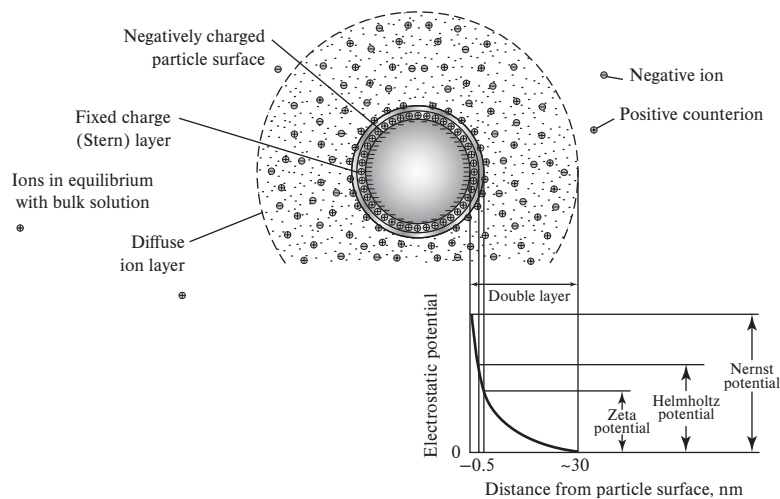 Negatively charged
particle surface
Negative ion
Fixed charge
(Stern) layer
Positive counterion
Ions in equilibrium
with bulk solution
Diffuse
ion layer
Double layer
Electrostatic potential
Nernst
potential
Helmholtz
potential
Zeta
potential
0
−0.5
~30
Distance from particle surface, nm